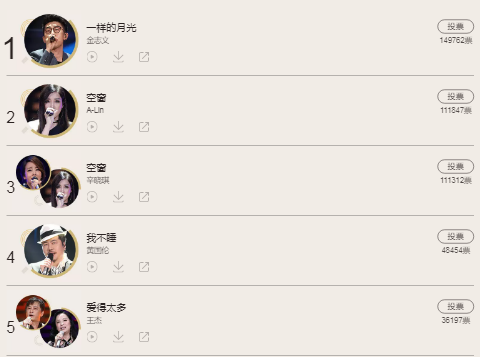 1
一样的月光
金志文
投票
149762票
2
空窗
A-Lin
投票
111847票
3
空窗
辛晓琪
投票
111312票
4
我不睡
黄国伦
投票
48454票
5
爱得太多
王杰
投票
36197票